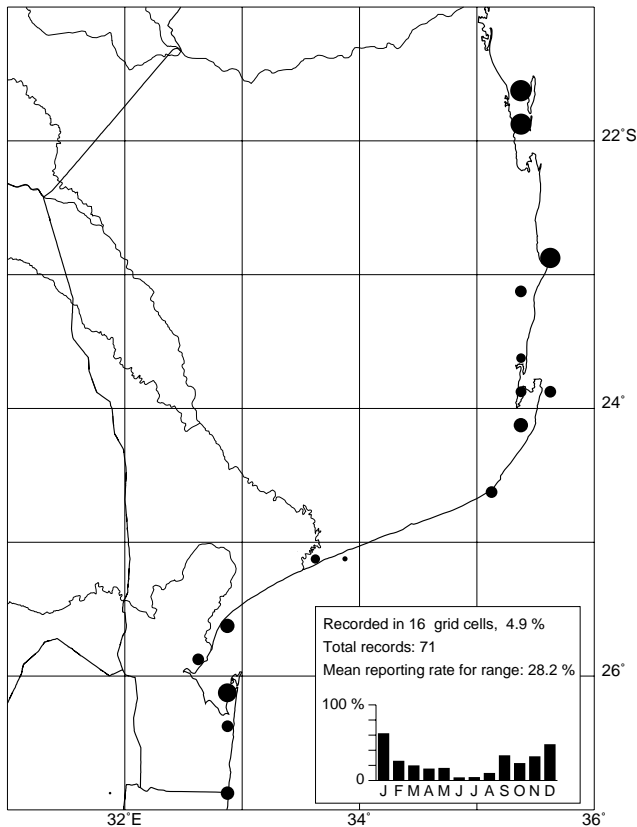 22˚S
24˚
Recorded in 16 grid cells, 4.9 %
Total records: 71
Mean reporting rate for range: 28.2 %
26˚
100 %
0
J F M A M J J A S O N D
32˚E 34˚ 36˚